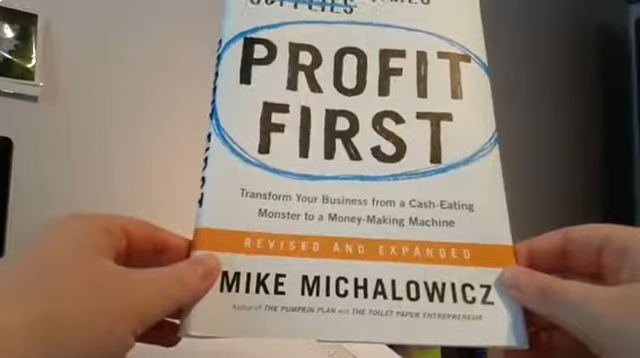 SUPPLIES
PROFIT
FIRST
Transform Your Business from a Cash-Eating
Monster to a Money-Making Machine
REVISED AND EXPANDED
MIKE MICHALOWICZ
Author of THE PUMPKIN PLAN and THE TOILET PAPER ENTREPRENEUR